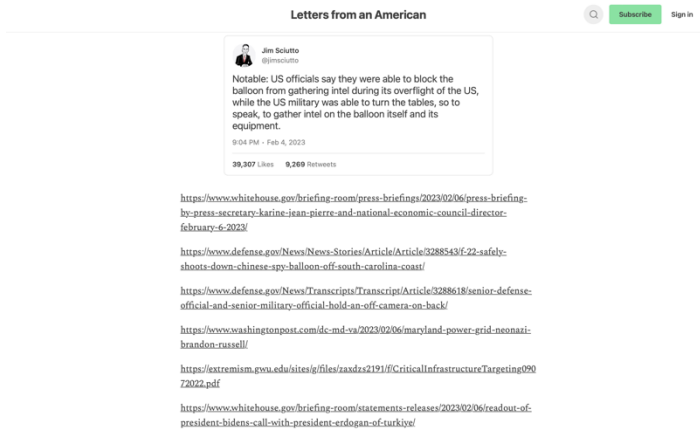 Letters from an American
Subscribe
Sign in
Jim Sciutto
@jimsciutto
Notable: US officials say they were able to block the
balloon from gathering intel during its overflight of the US,
while the US military was able to turn the tables, so to
speak, to gather intel on the balloon itself and its
equipment.
9:04 PM • Feb 4, 2023
39,307 Likes 9,269 Retweets
https://www.whitehouse.gov/briefing-room/press-briefings/2023/02/06/press-briefing-
by-press-secretary-karine-jean-pierre-and-national-economic-council-director-
february-6-2023/
https://www.defense.gov/News/News-Stories/Article/Article/3288543/f-22-safely-
shoots-down-chinese-spy-balloon-off-south-carolina-coast/
https://www.defense.gov/News/Transcripts/Transcript/Article/3288618/senior-defense-
official-and-senior-military-official-hold-an-off-camera-on-back/
https://www.washingtonpost.com/dc-md-va/2023/02/06/maryland-power-grid-neonazi-
brandon-russell/
https://extremism.gwu.edu/sites/g/files/zaxdzs2191/f/CriticalInfrastructureTargeting090
72022.pdf
https://www.whitehouse.gov/briefing-room/statements-releases/2023/02/06/readout-of-
president-bidens-call-with-president-erdogan-of-turkiye/